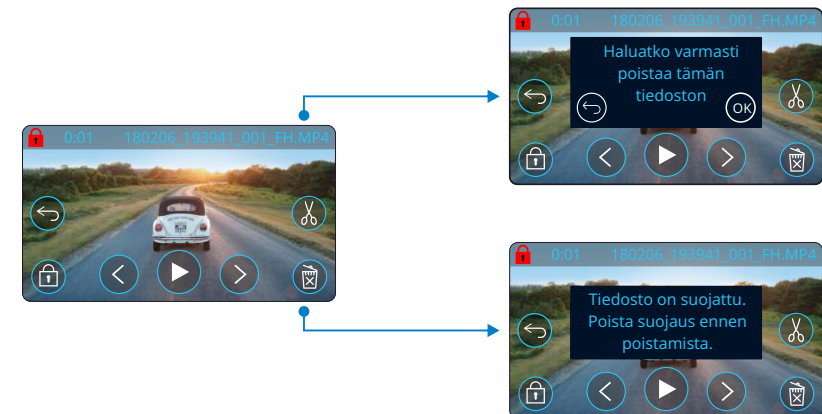 0:01 180206_193941_001_FH.MP4
0:01 180206_193941_001_FH.MP4
Haluatko varmasti
poistaa tämän
tiedoston
OK
0:01 180206_193941_001_FH.MP4
Tiedosto on suojattu.
Poista suojaus ennen
poistamista.